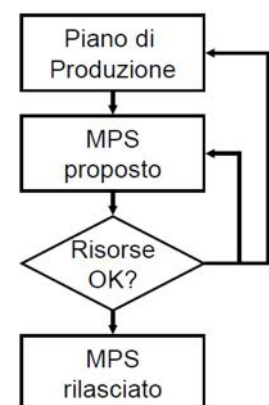 Piano di
Produzione
MPS
proposto
Risorse
OK?
MPS
rilasciato